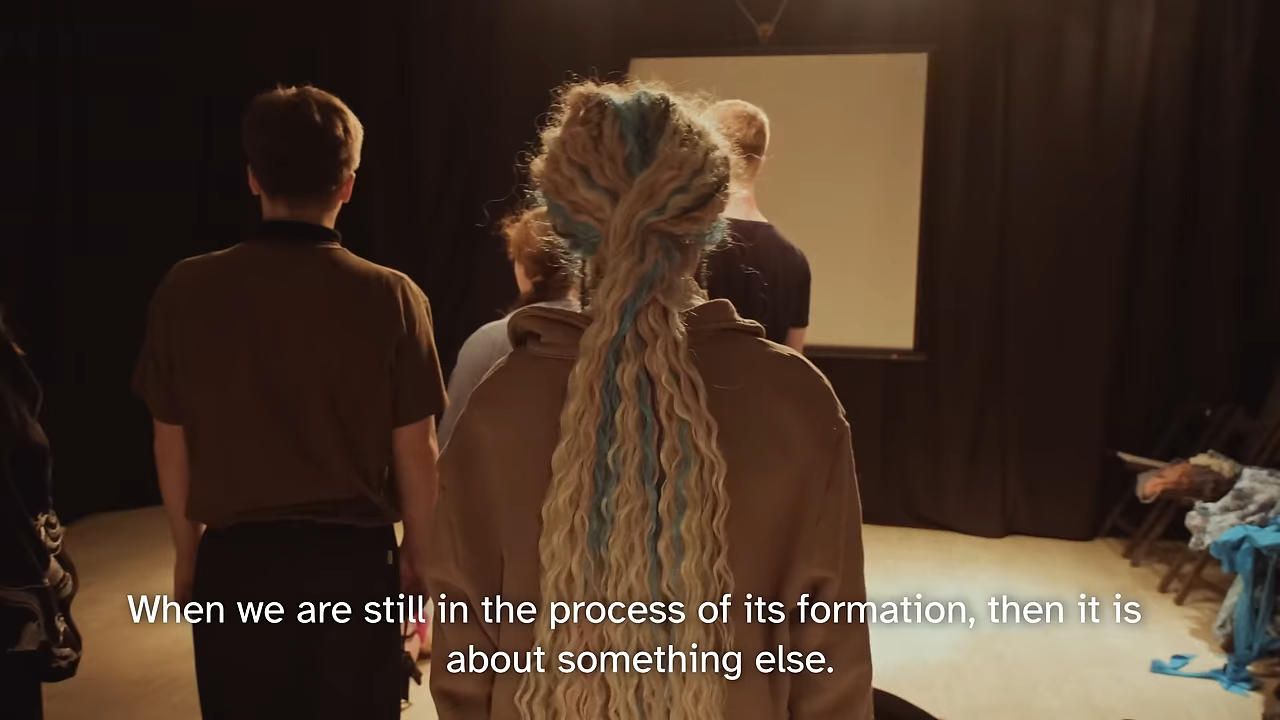 When we are still in the process of its formation, then it is
about something else.